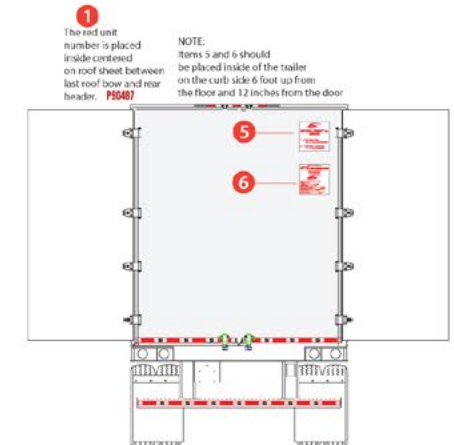 1
The red unit
number is placed
inside centered
on roof sheet between
last roof bow and rear
header. P90487
NOTE:
Items 5 and 6 should
be placed inside of the trailer
on the curb side 6 foot up from
the floor and 12 inches from the door
5
6